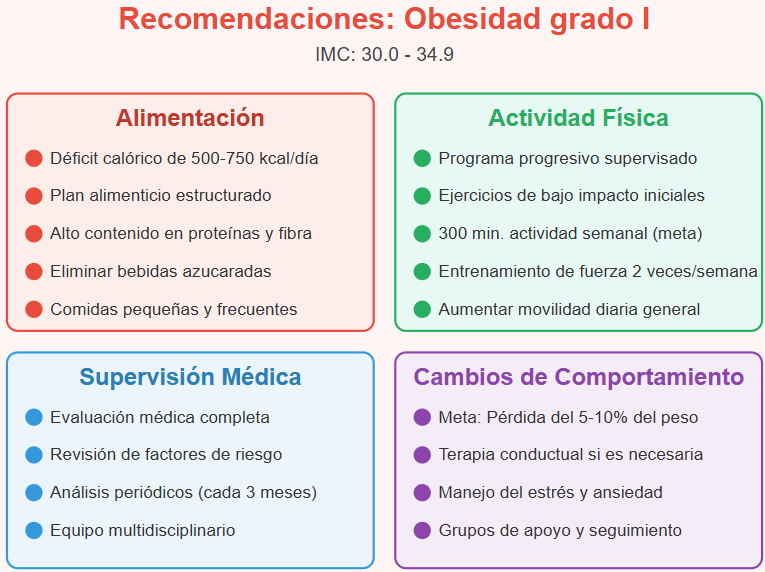 Recomendaciones: Obesidad grado I
IMC: 30.0 - 34.9
Alimentación
Déficit calórico de 500-750 kcal/día
Plan alimenticio estructurado
Alto contenido en proteínas y fibra
Eliminar bebidas azucaradas
Comidas pequeñas y frecuentes
Actividad Física
Programa progresivo supervisado
Ejercicios de bajo impacto iniciales
300 min. actividad semanal (meta)
Entrenamiento de fuerza 2 veces/semana
Aumentar movilidad diaria general
Supervisión Médica
Evaluación médica completa
Revisión de factores de riesgo
Análisis periódicos (cada 3 meses)
Equipo multidisciplinario
Cambios de Comportamiento
Meta: Pérdida del 5-10% del peso
Terapia conductual si es necesaria
Manejo del estrés y ansiedad
Grupos de apoyo y seguimiento